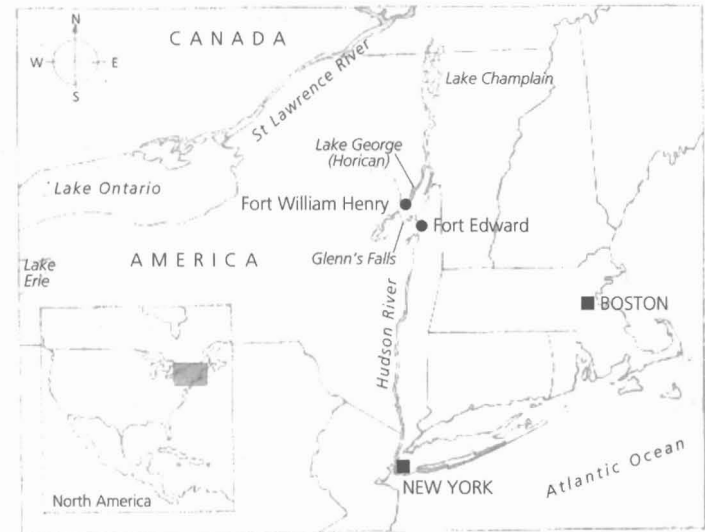 N
W
E
S
CANADA
St Lawrence River
Lake Champlain
Lake George
(Horican)
Lake Ontario
Fort William Henry
Fort Edward
Glenn's Falls
AMERICA
Lake
Erie
Hudson River
BOSTON
NEW YORK
Atlantic Ocean
North America